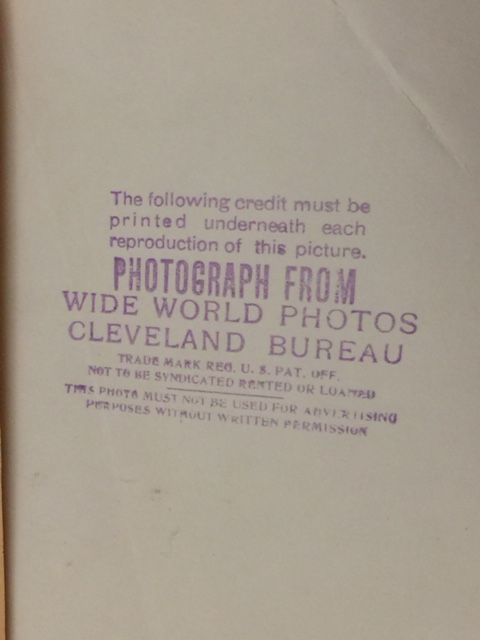 The following credit must be
printed underneath each
reproduction of this picture.
PHOTOGRAPH FROM
WIDE WORLD PHOTOS
CLEVELAND BUREAU
TRADE MARK REG. U. S. PAT. OFF.
NOT TO BE SYNDICATED RENTED OR LOANED
THIS PHOTO MUST NOT BE USED FOR ADVERTISING
PURPOSES WITHOUT WRITTEN PERMISSION